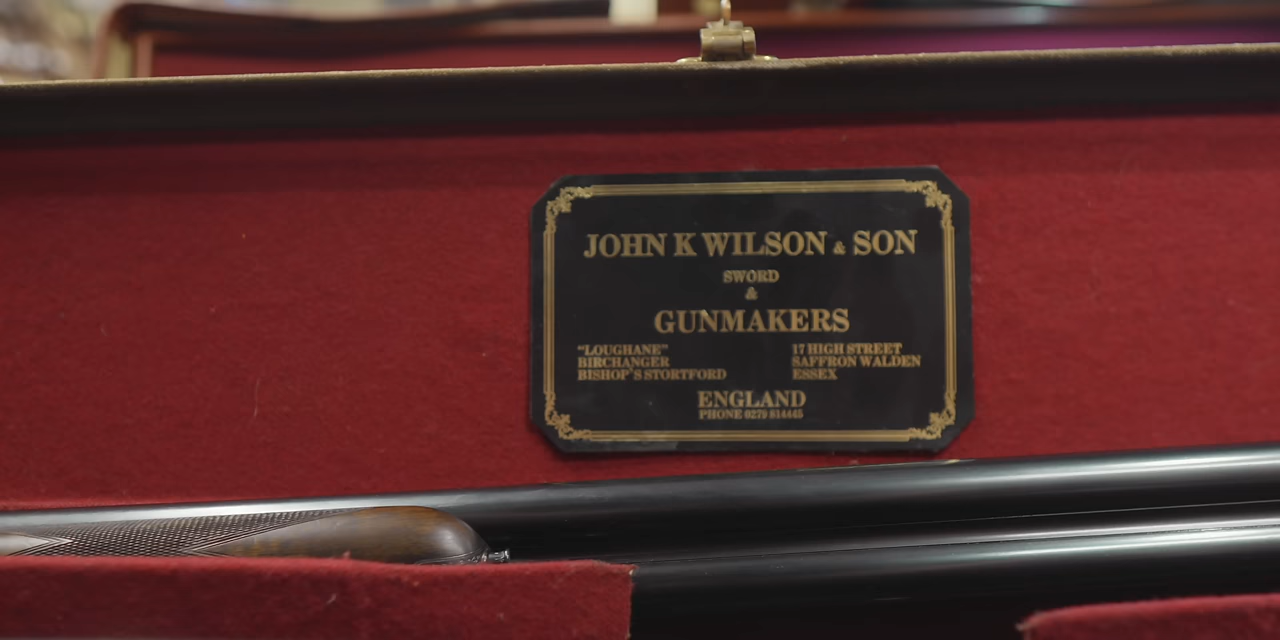 JOHN K WILSON & SON
SWORD
&
GUNMAKERS
"LOUGHANE"
BIRCHANGER
BISHOP'S STORTFORD
17 HIGH STREET
SAFFRON WALDEN
ESSEX
ENGLAND
PHONE 0279 814445